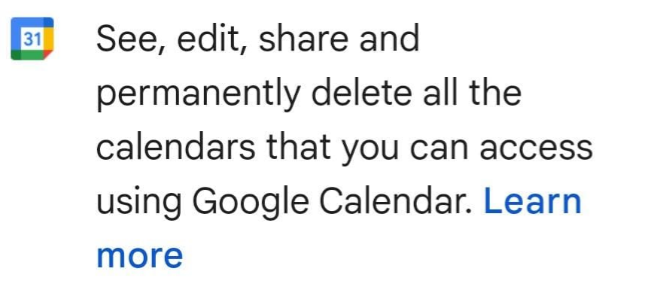 31
See, edit, share and
permanently delete all the
calendars that you can access
using Google Calendar. Learn
more